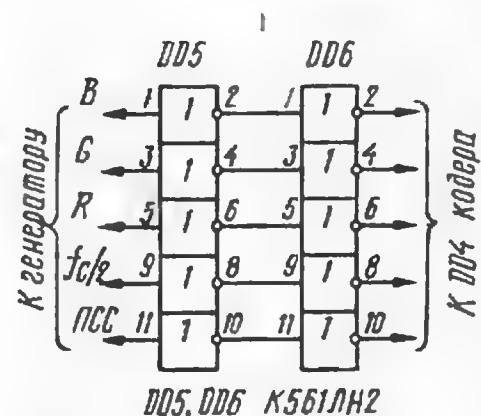 DD5 DD6
B 1 1 2 1 1 2
G 3 1 4 3 1 4
R 5 1 6 5 1 6
fc/2 9 1 8 9 1 8
ПСС 11 1 10 11 1 10
К генератору
К DD4 кодера
DD5, DD6 К561ЛН2